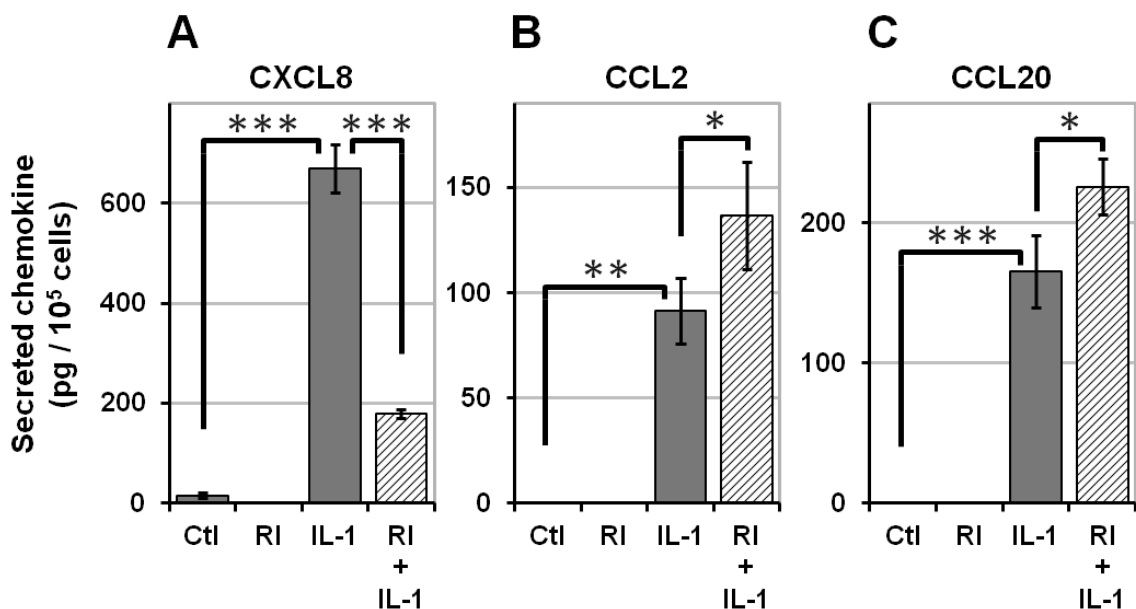 A
CXCL8
Secreted chemokine
(pg / 10⁵ cells)
600
400
200
0
***
***
Ctl
RI
IL-1
RI
+
IL-1
B
CCL2
150
100
50
0
**
*
Ctl
RI
IL-1
RI
+
IL-1
C
CCL20
200
100
0
***
*
Ctl
RI
IL-1
RI
+
IL-1